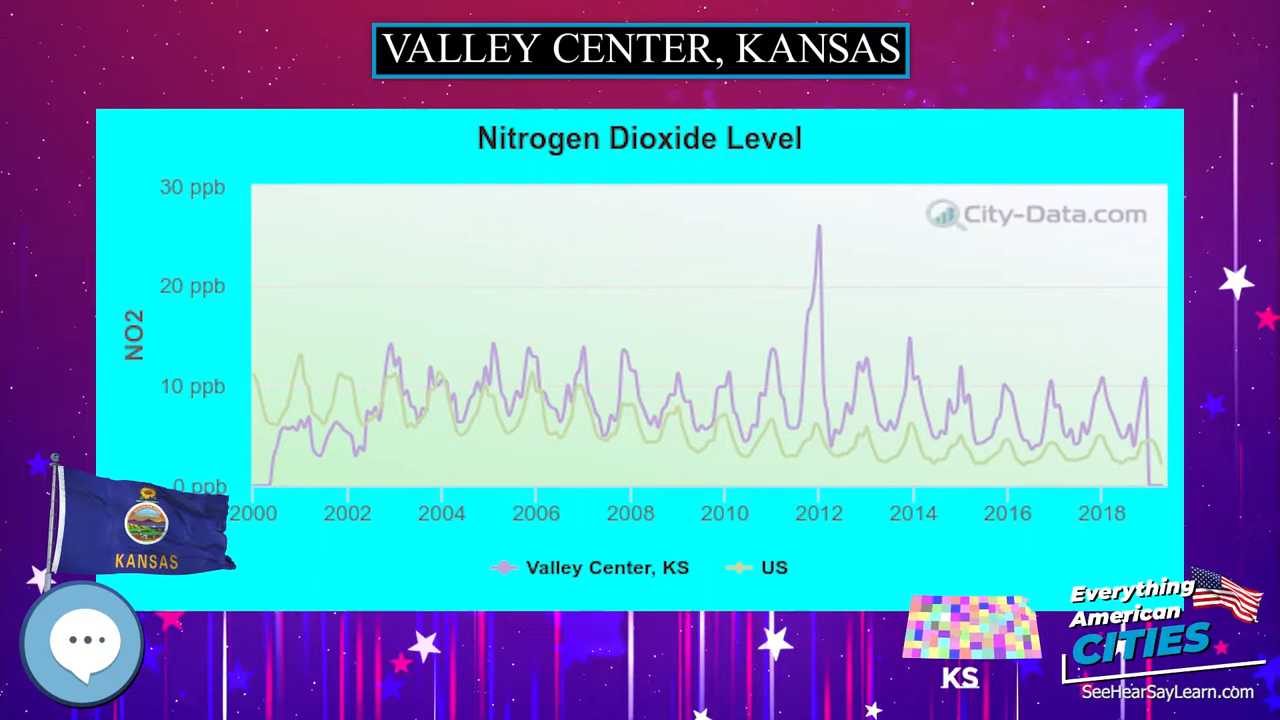 VALLEY CENTER, KANSAS
Nitrogen Dioxide Level
30 ppb
City-Data.com
20 ppb
NO2
10 ppb
0 ppb
2000 2002 2004 2006 2008 2010 2012 2014 2016 2018
Valley Center, KS US
KANSAS
Everything
American
CITIES
KS
SeeHearSayLearn.com